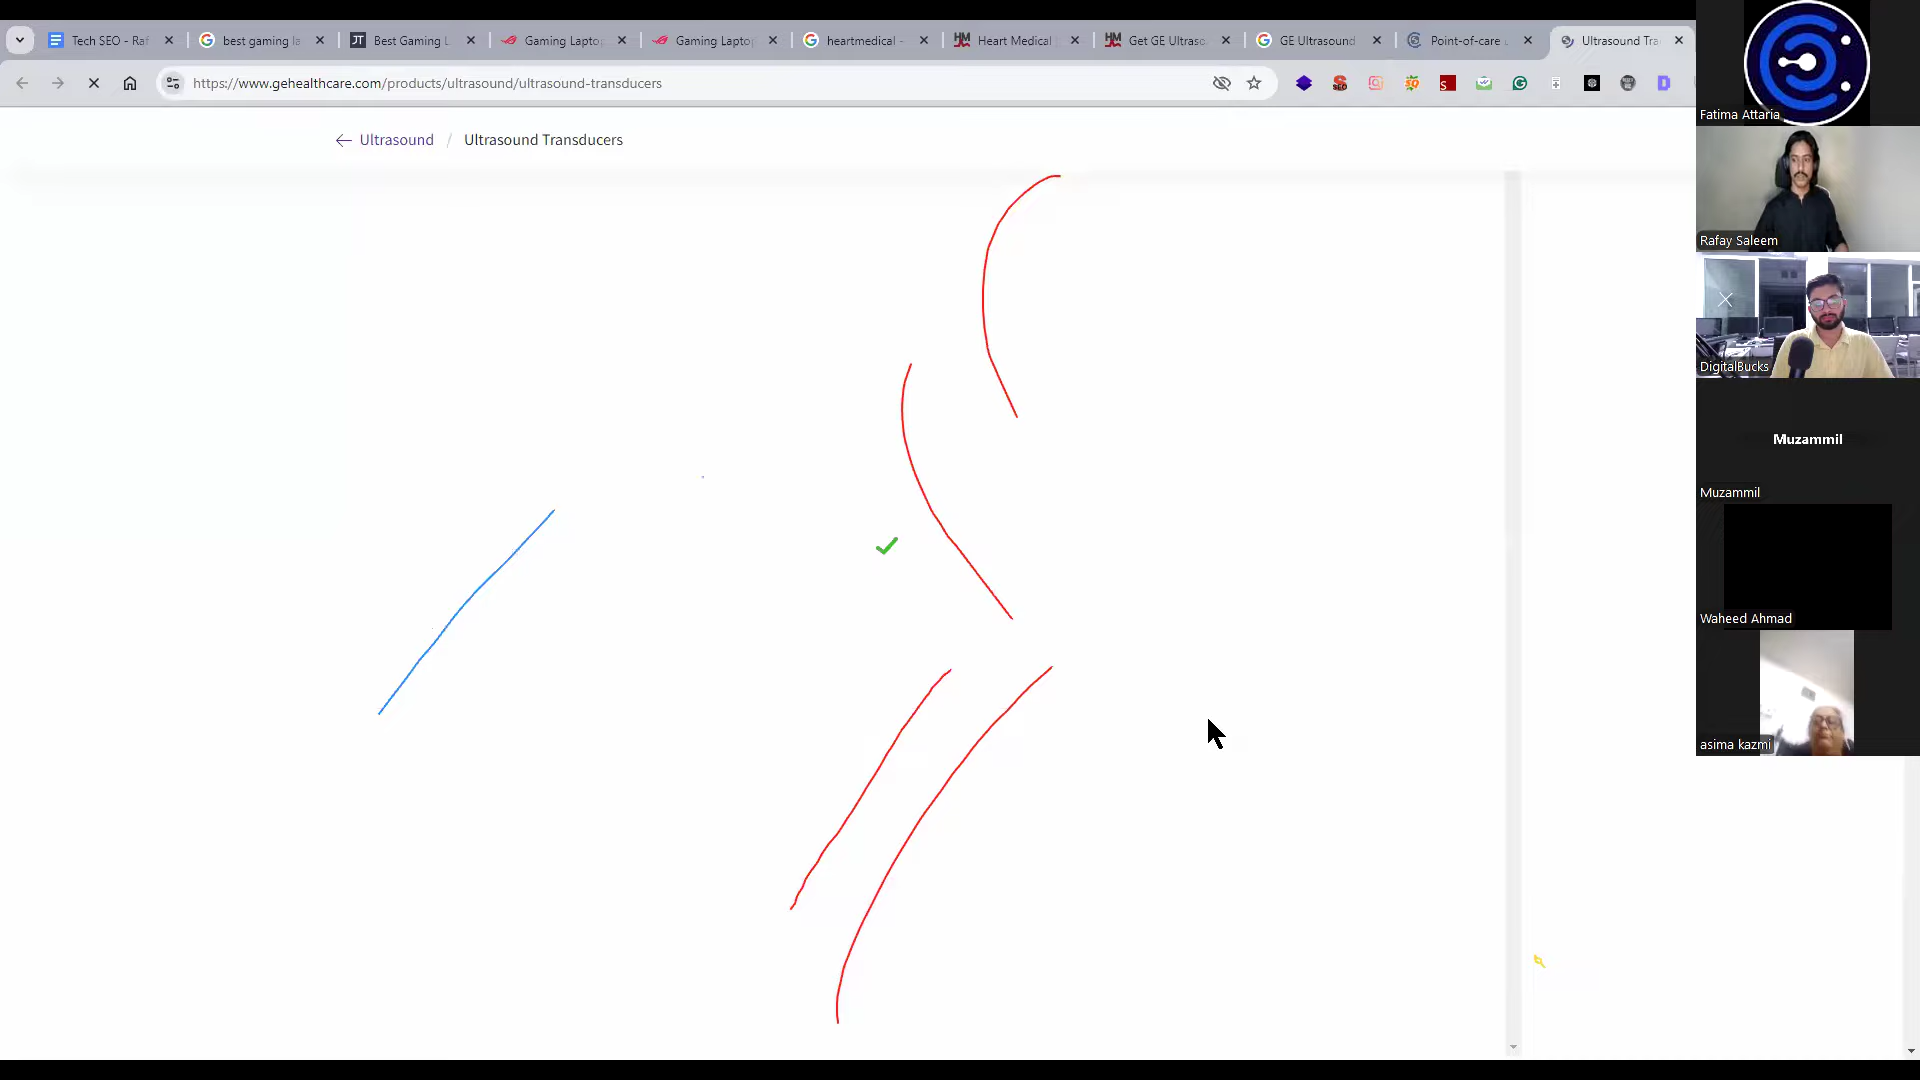 Tech SEO - Raf
best gaming la
Best Gaming L
Gaming Laptop
Gaming Laptop
heartmedical -
Heart Medical
Get GE Ultraso
GE Ultrasound
Point-of-care
Ultrasound Tra
https://www.gehealthcare.com/products/ultrasound/ultrasound-transducers
Ultrasound / Ultrasound Transducers
Fatima Attaria
Rafay Saleem
DigitalBucks
Muzammil
Muzammil
Waheed Ahmad
asima kazmi